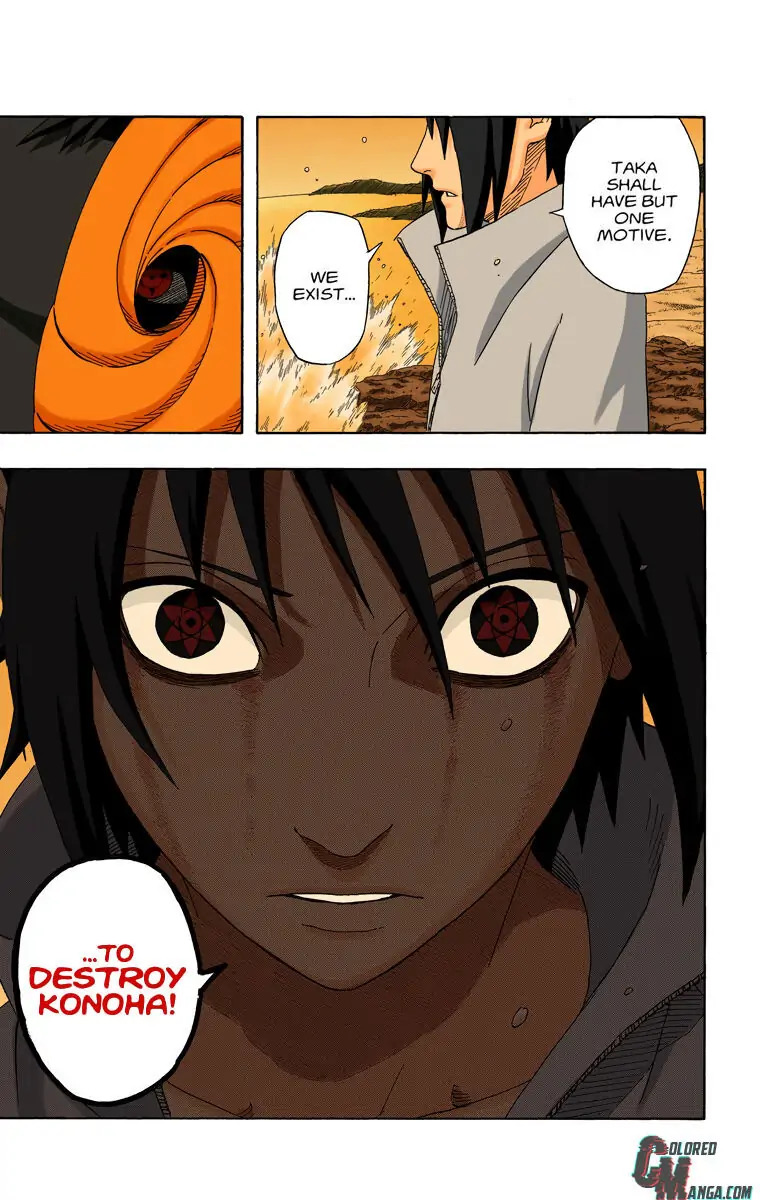 TAKA
SHALL
HAVE BUT
ONE
MOTIVE.
WE
EXIST...
...TO
DESTROY
KONOHA!
COLORED
MANGA.COM